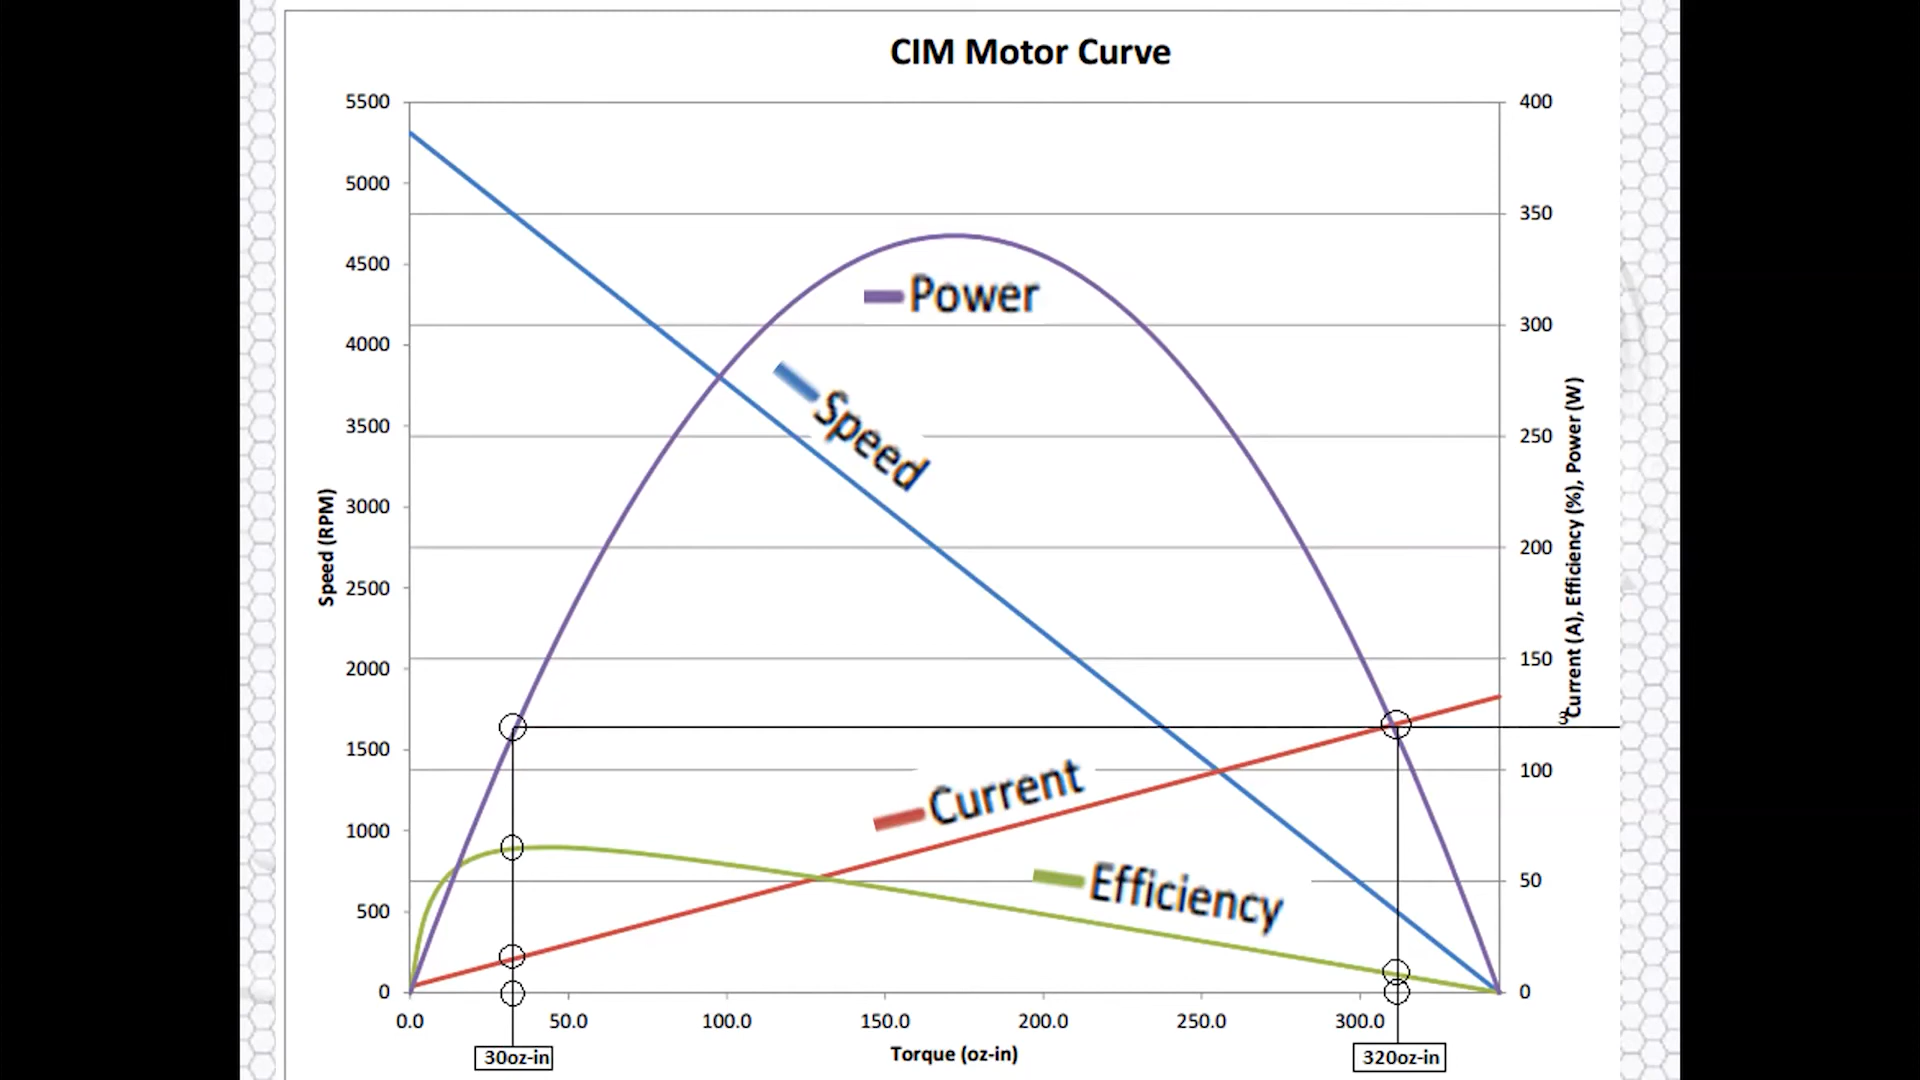 CIM Motor Curve
5500
5000
4500
4000
3500
3000
2500
2000
1500
1000
500
0
Speed (RPM)
400
350
300
250
200
150
100
50
0
Current (A), Efficiency (%), Power (W)
3
Power
Speed
Current
Efficiency
0.0 50.0 100.0 150.0 200.0 250.0 300.0
Torque (oz-in)
30oz-in
320oz-in